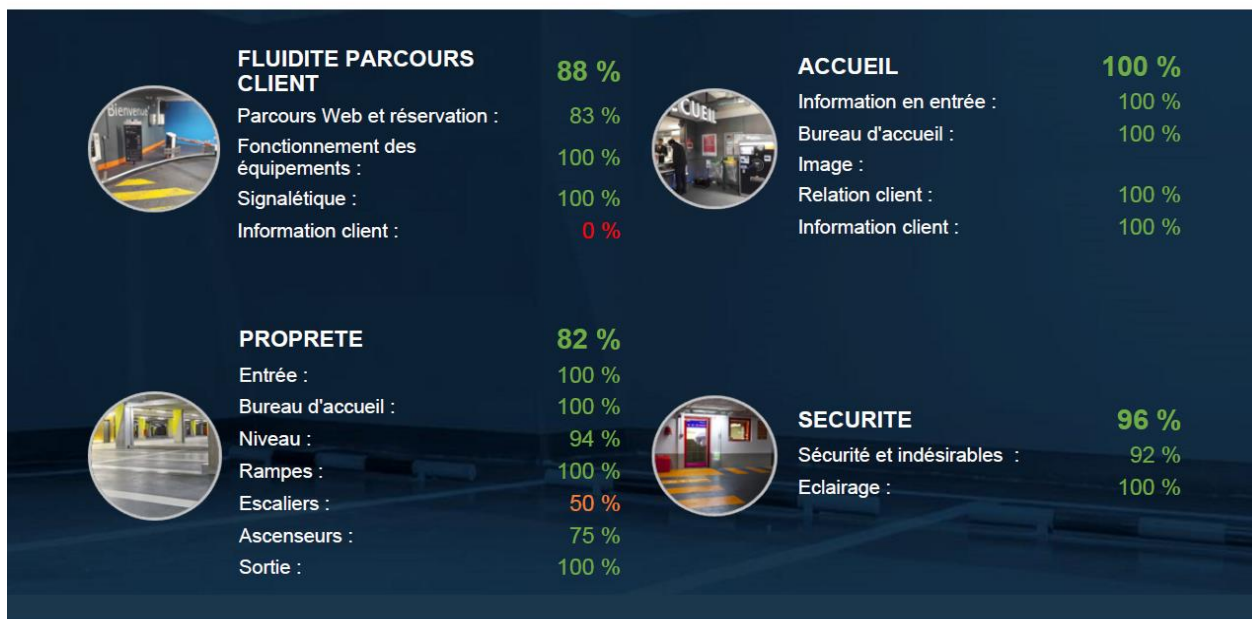 FLUIDITE PARCOURS
CLIENT
88 %
Parcours Web et réservation :
83 %
Fonctionnement des
équipements :
100 %
Signalétique :
100 %
Information client :
0 %
Bienvenue
ACCUEIL
100 %
Information en entrée :
100 %
Bureau d'accueil :
100 %
Image :
Relation client :
100 %
Information client :
100 %
CUEIL
PROPRETE
82 %
Entrée :
100 %
Bureau d'accueil :
100 %
Niveau :
94 %
Rampes :
100 %
Escaliers :
50 %
Ascenseurs :
75 %
Sortie :
100 %
SECURITE
96 %
Sécurité et indésirables :
92 %
Eclairage :
100 %